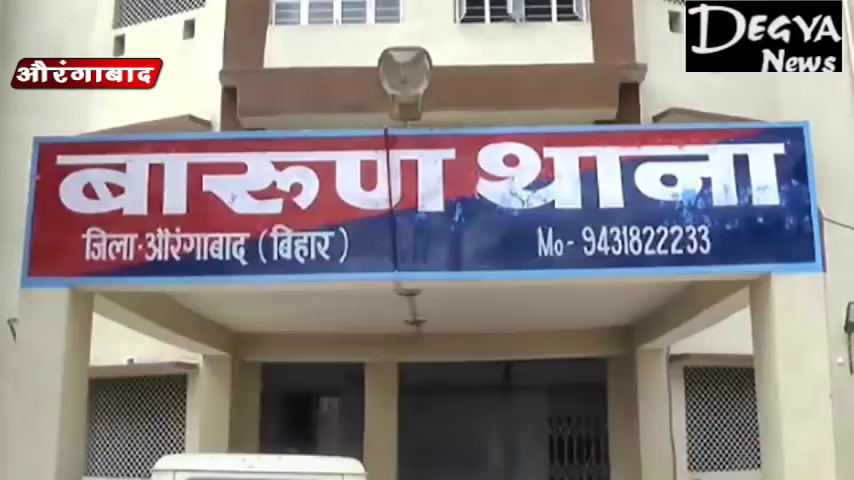 औरंगाबाद
DEGYA
News
बारूण थाना
जिला-औरंगाबाद (बिहार)
Mo- 9431822233